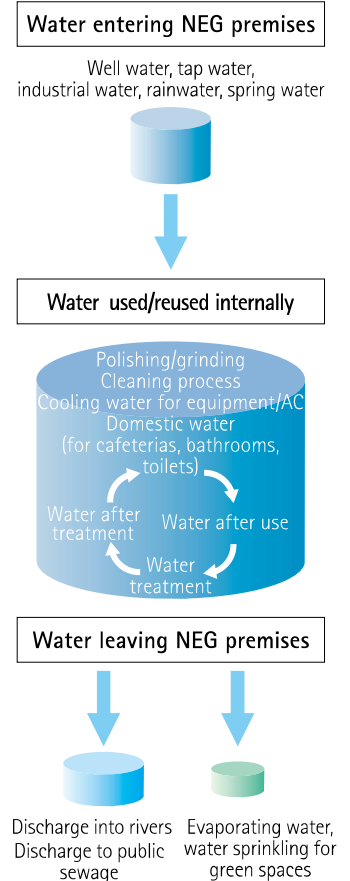 Water entering NEG premises
Well water, tap water,
industrial water, rainwater, spring water
Water used/reused internally
Polishing/grinding
Cleaning process
Cooling water for equipment/AC
Domestic water
(for cafeterias, bathrooms,
toilets)
Water after use
Water
treatment
Water after
treatment
Water leaving NEG premises
Discharge into rivers
Discharge to public
sewage
Evaporating water,
water sprinkling for
green spaces